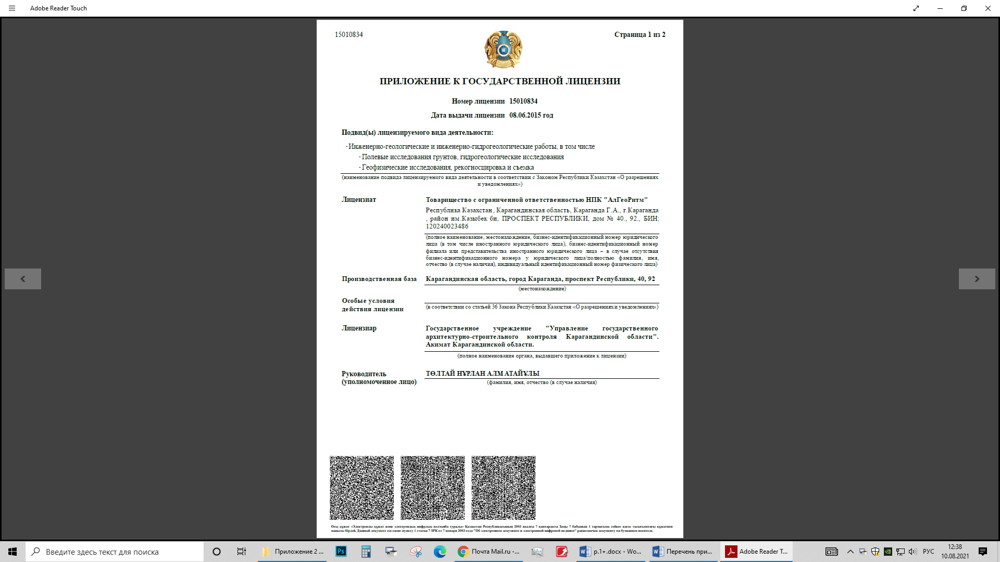 Adobe Reader Touch
15010834
Страница 1 из 2
ПРИЛОЖЕНИЕ К ГОСУДАРСТВЕННОЙ ЛИЦЕНЗИИ
Номер лицензии 15010834
Дата выдачи лицензии 08.06.2015 год
Подвид(ы) лицензируемого вида деятельности:
- Инженерно-геологические и инженерно-гидрогеологические работы, в том числе
- Полевые исследования грунтов, гидрогеологические исследования
- Геофизические исследования, рекогносцировка и съемка
(наименование подвида лицензируемого вида деятельности в соответствии с Законом Республики Казахстан «О разрешениях
и уведомлениях»)
Лицензиат
Товарищество с ограниченной ответственностью НПК "АлГеоРитм"
Республика Казахстан, Карагандинская область, Караганда Г.А., г.Караганда
, район им.Казыбек би, ПРОСПЕКТ РЕСПУБЛИКИ, дом № 40., 92., БИН:
120240023486
(полное наименование, местонахождение, бизнес-идентификационный номер юридического
лица (в том числе иностранного юридического лица), бизнес-идентификационный номер
филиала или представительства иностранного юридического лица – в случае отсутствия
бизнес-идентификационного номера у юридического лица/полностью фамилия, имя,
отчество (в случае наличия), индивидуальный идентификационный номер физического лица)
Производственная база
Карагандинская область, город Караганда, проспект Республики, 40, 92
(местонахождение)
Особые условия
действия лицензии
(в соответствии со статьей 36 Закона Республики Казахстан «О разрешениях и уведомлениях»)
Лицензиар
Государственное учреждение "Управление государственного
архитектурно-строительного контроля Карагандинской области".
Акимат Карагандинской области.
(полное наименование органа, выдавшего приложение к лицензии)
Руководитель
(уполномоченное лицо)
ТӨЛТАЙ НҰРЛАН АЛМ АТАЙҰЛЫ
(фамилия, имя, отчество (в случае наличия)
Осы құжат «Электронды құжат және электрондық цифрлық қолтаңба туралы» Қазақстан Республикасының 2003 жылғы 7 қаңтардағы Заңы 7 бабының 1 тармағына сәйкес қағаз тасығыштағы құжатпен
маңызы бірдей. Данный документ согласно пункту 1 статьи 7 ЗРК от 7 января 2003 года "Об электронном документе и электронной цифровой подписи" равнозначен документу на бумажном носителе.
Введите здесь текст для поиска
Приложение 2 ...
Ps
Почта Mail.ru -...
p.1+.docx - Wo...
Перечень при...
Adobe Reader T...
РУС
12:38
10.08.2021